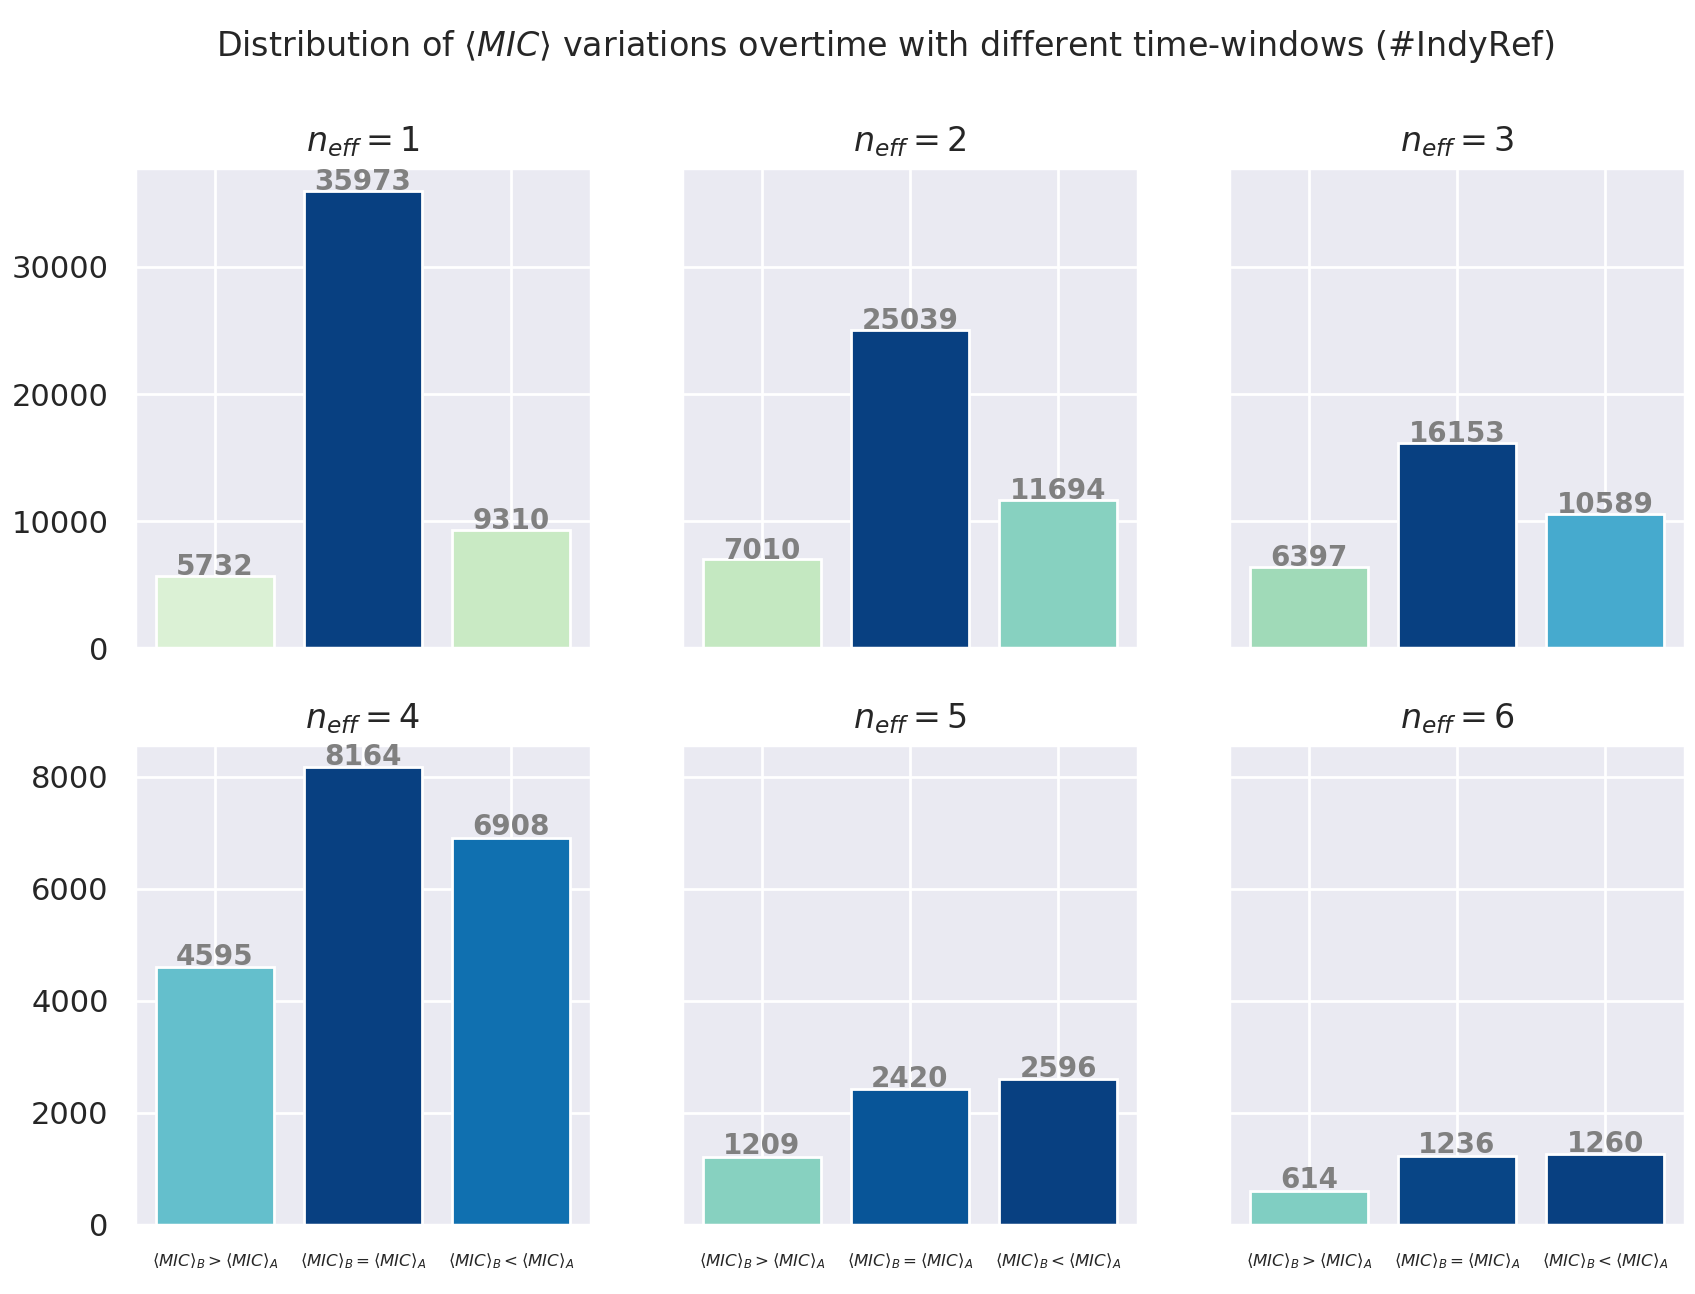 Distribution of ⟨MIC⟩ variations overtime with different time-windows (#IndyRef)
n_eff = 1
n_eff = 2
n_eff = 3
35973
30000
25039
20000
16153
11694
10589
10000
9310
7010
6397
5732
0
n_eff = 4
n_eff = 5
n_eff = 6
8164
8000
6908
6000
4595
4000
2596
2420
2000
1209
1236
1260
614
0
⟨MIC⟩_B > ⟨MIC⟩_A ⟨MIC⟩_B = ⟨MIC⟩_A ⟨MIC⟩_B < ⟨MIC⟩_A
⟨MIC⟩_B > ⟨MIC⟩_A ⟨MIC⟩_B = ⟨MIC⟩_A ⟨MIC⟩_B < ⟨MIC⟩_A
⟨MIC⟩_B > ⟨MIC⟩_A ⟨MIC⟩_B = ⟨MIC⟩_A ⟨MIC⟩_B < ⟨MIC⟩_A